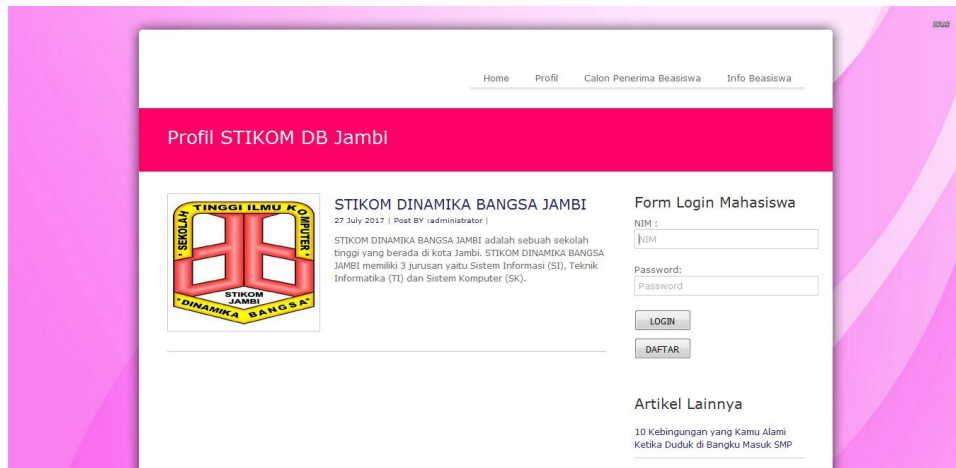 Home Profil Calon Penerima Beasiswa Info Beasiswa
Profil STIKOM DB Jambi
SEKOLAH TINGGI ILMU KOMPUTER
STIKOM
JAMBI
DINAMIKA BANGSA
STIKOM DINAMIKA BANGSA JAMBI
27 July 2017 | Post BY :administrator |
STIKOM DINAMIKA BANGSA JAMBI adalah sebuah sekolah
tinggi yang berada di kota Jambi. STIKOM DINAMIKA BANGSA
JAMBI memiliki 3 jurusan yaitu Sistem Informasi (SI), Teknik
Informatika (TI) dan Sistem Komputer (SK).
Form Login Mahasiswa
NIM :
NIM
Password:
Password
LOGIN
DAFTAR
Artikel Lainnya
10 Kebingungan yang Kamu Alami
Ketika Duduk di Bangku Masuk SMP